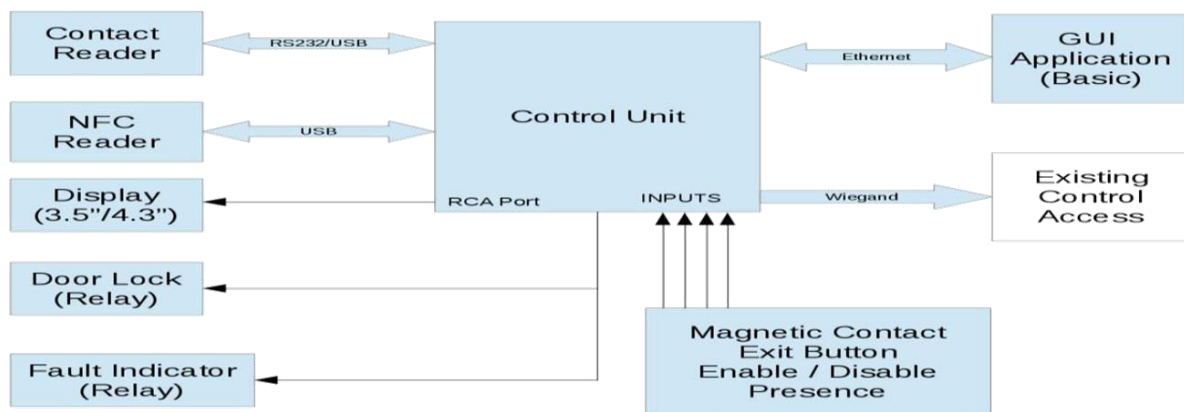 Contact
Reader
RS232/USB
NFC
Reader
USB
Display
(3.5"/4.3")
Door Lock
(Relay)
Fault Indicator
(Relay)
Control Unit
RCA Port
INPUTS
Ethernet
GUI
Application
(Basic)
Wiegand
Existing
Control
Access
Magnetic Contact
Exit Button
Enable / Disable
Presence